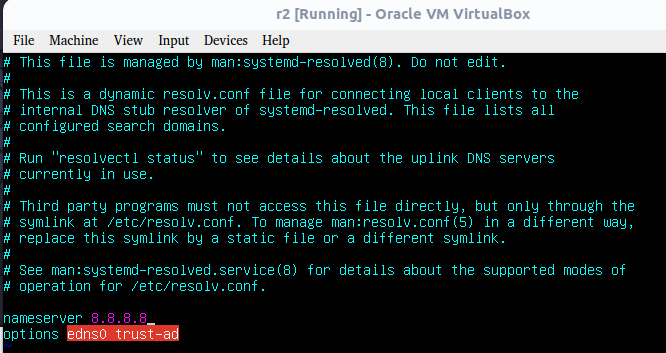 r2 [Running] - Oracle VM VirtualBox
File Machine View Input Devices Help
# This file is managed by man:systemd-resolved(8). Do not edit.
#
# This is a dynamic resolv.conf file for connecting local clients to the
# internal DNS stub resolver of systemd-resolved. This file lists all
# configured search domains.
#
# Run "resolvectl status" to see details about the uplink DNS servers
# currently in use.
#
# Third party programs must not access this file directly, but only through the
# symlink at /etc/resolv.conf. To manage man:resolv.conf(5) in a different way,
# replace this symlink by a static file or a different symlink.
#
# See man:systemd-resolved.service(8) for details about the supported modes of
# operation for /etc/resolv.conf.

nameserver 8.8.8.8
options edns0 trust-ad
~